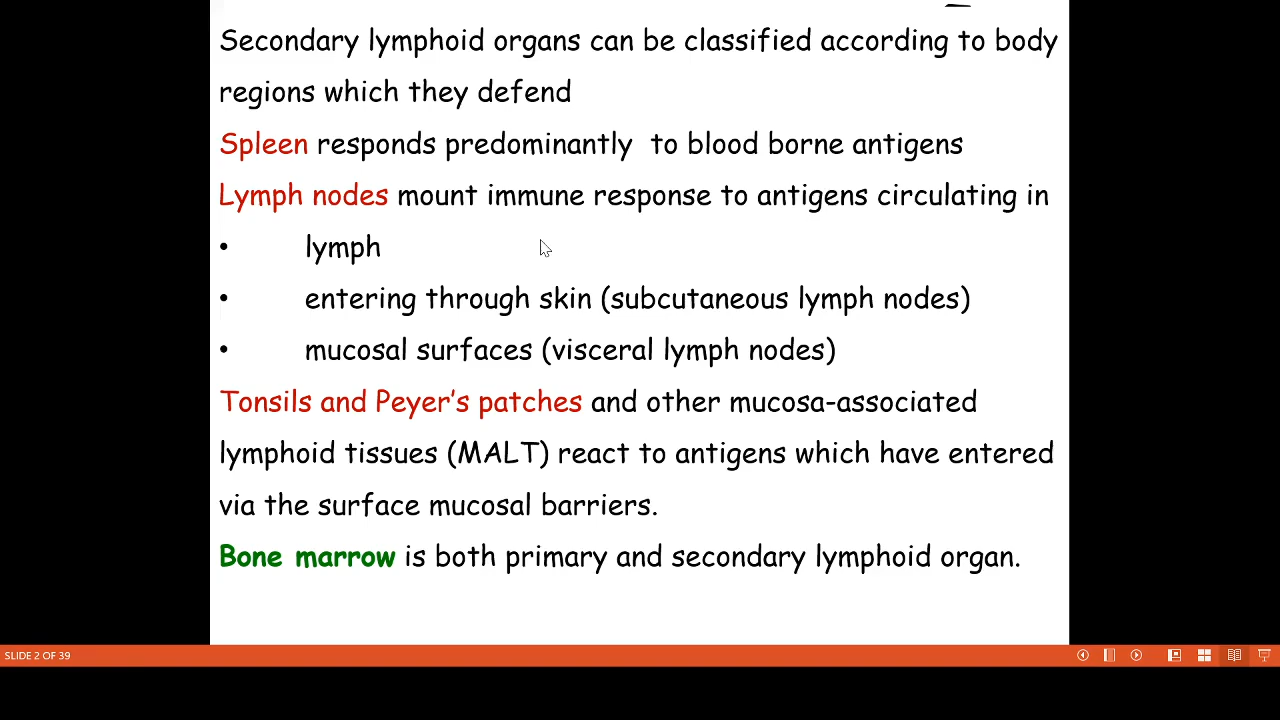 Secondary lymphoid organs can be classified according to body
regions which they defend
Spleen responds predominantly to blood borne antigens
Lymph nodes mount immune response to antigens circulating in
• lymph
• entering through skin (subcutaneous lymph nodes)
• mucosal surfaces (visceral lymph nodes)
Tonsils and Peyer’s patches and other mucosa-associated
lymphoid tissues (MALT) react to antigens which have entered
via the surface mucosal barriers.
Bone marrow is both primary and secondary lymphoid organ.
SLIDE 2 OF 39